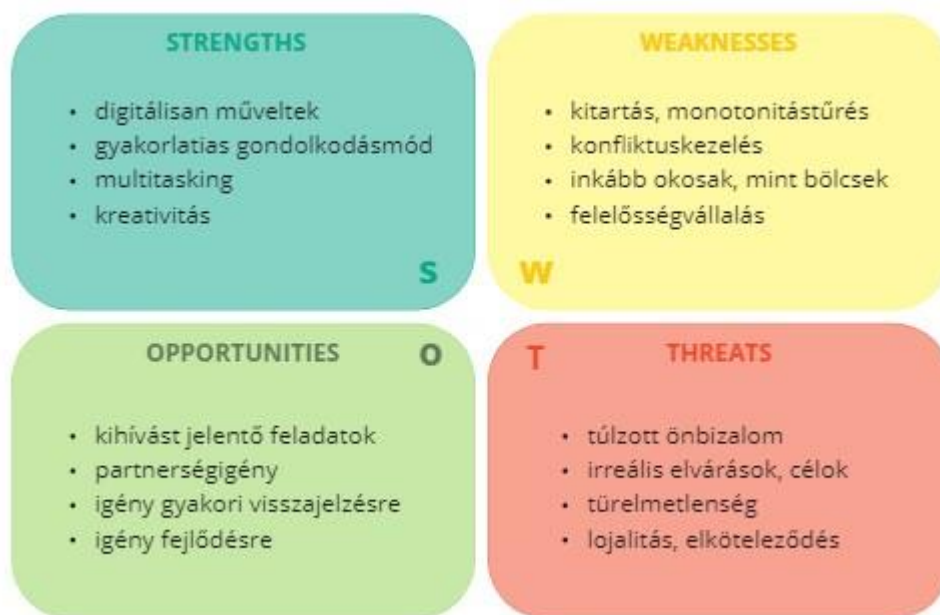 STRENGTHS
• digitálisan műveltek
• gyakorlatias gondolkodásmód
• multitasking
• kreativitás
S
WEAKNESSES
• kitartás, monotonitástűrés
• konfliktuskezelés
• inkább okosak, mint bölcsek
• felelősségvállalás
W
OPPORTUNITIES
O
• kihívást jelentő feladatok
• partnerségigény
• igény gyakori visszajelzésre
• igény fejlődésre
T
THREATS
• túlzott önbizalom
• irreális elvárások, célok
• türelmetlenség
• lojalitás, elköteleződés